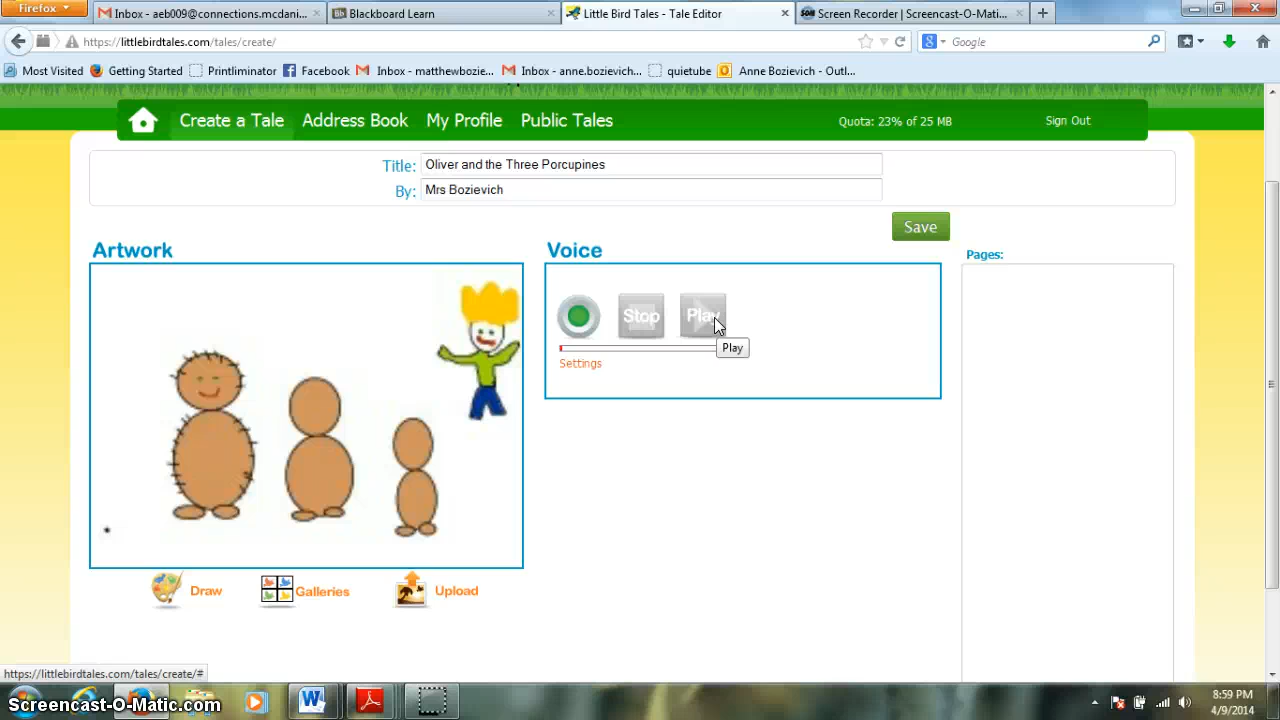 Firefox
Inbox - aeb009@connections.mcdani...
Blackboard Learn
Little Bird Tales - Tale Editor
Screen Recorder | Screencast-O-Mati...
https://littlebirdtales.com/tales/create/
Google
Most Visited
Getting Started
Printliminator
Facebook
Inbox - matthewbozie...
Inbox - anne.bozievich...
quietube
Anne Bozievich - Outl...
Create a Tale
Address Book
My Profile
Public Tales
Quota: 23% of 25 MB
Sign Out
Title: Oliver and the Three Porcupines
By: Mrs Bozievich
Save
Artwork
Voice
Pages:
Stop
Play
Play
Settings
Draw
Galleries
Upload
https://littlebirdtales.com/tales/create/#
Screencast-O-Matic.com
8:59 PM
4/9/2014